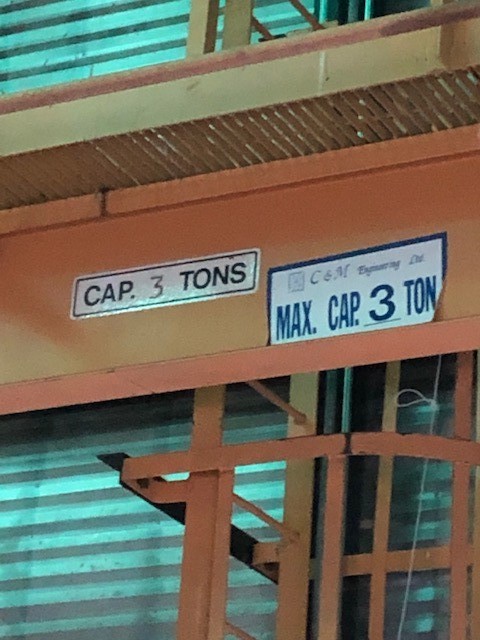 CAP. 3 TONS
C & M Engineering Ltd.
MAX. CAP. 3 TON